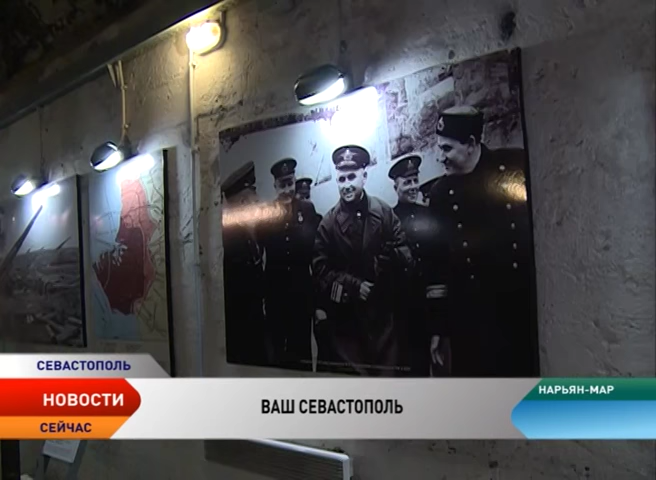 СЕВАСТОПОЛЬ
НОВОСТИ
СЕЙЧАС
ВАШ СЕВАСТОПОЛЬ
НАРЬЯН-МАР